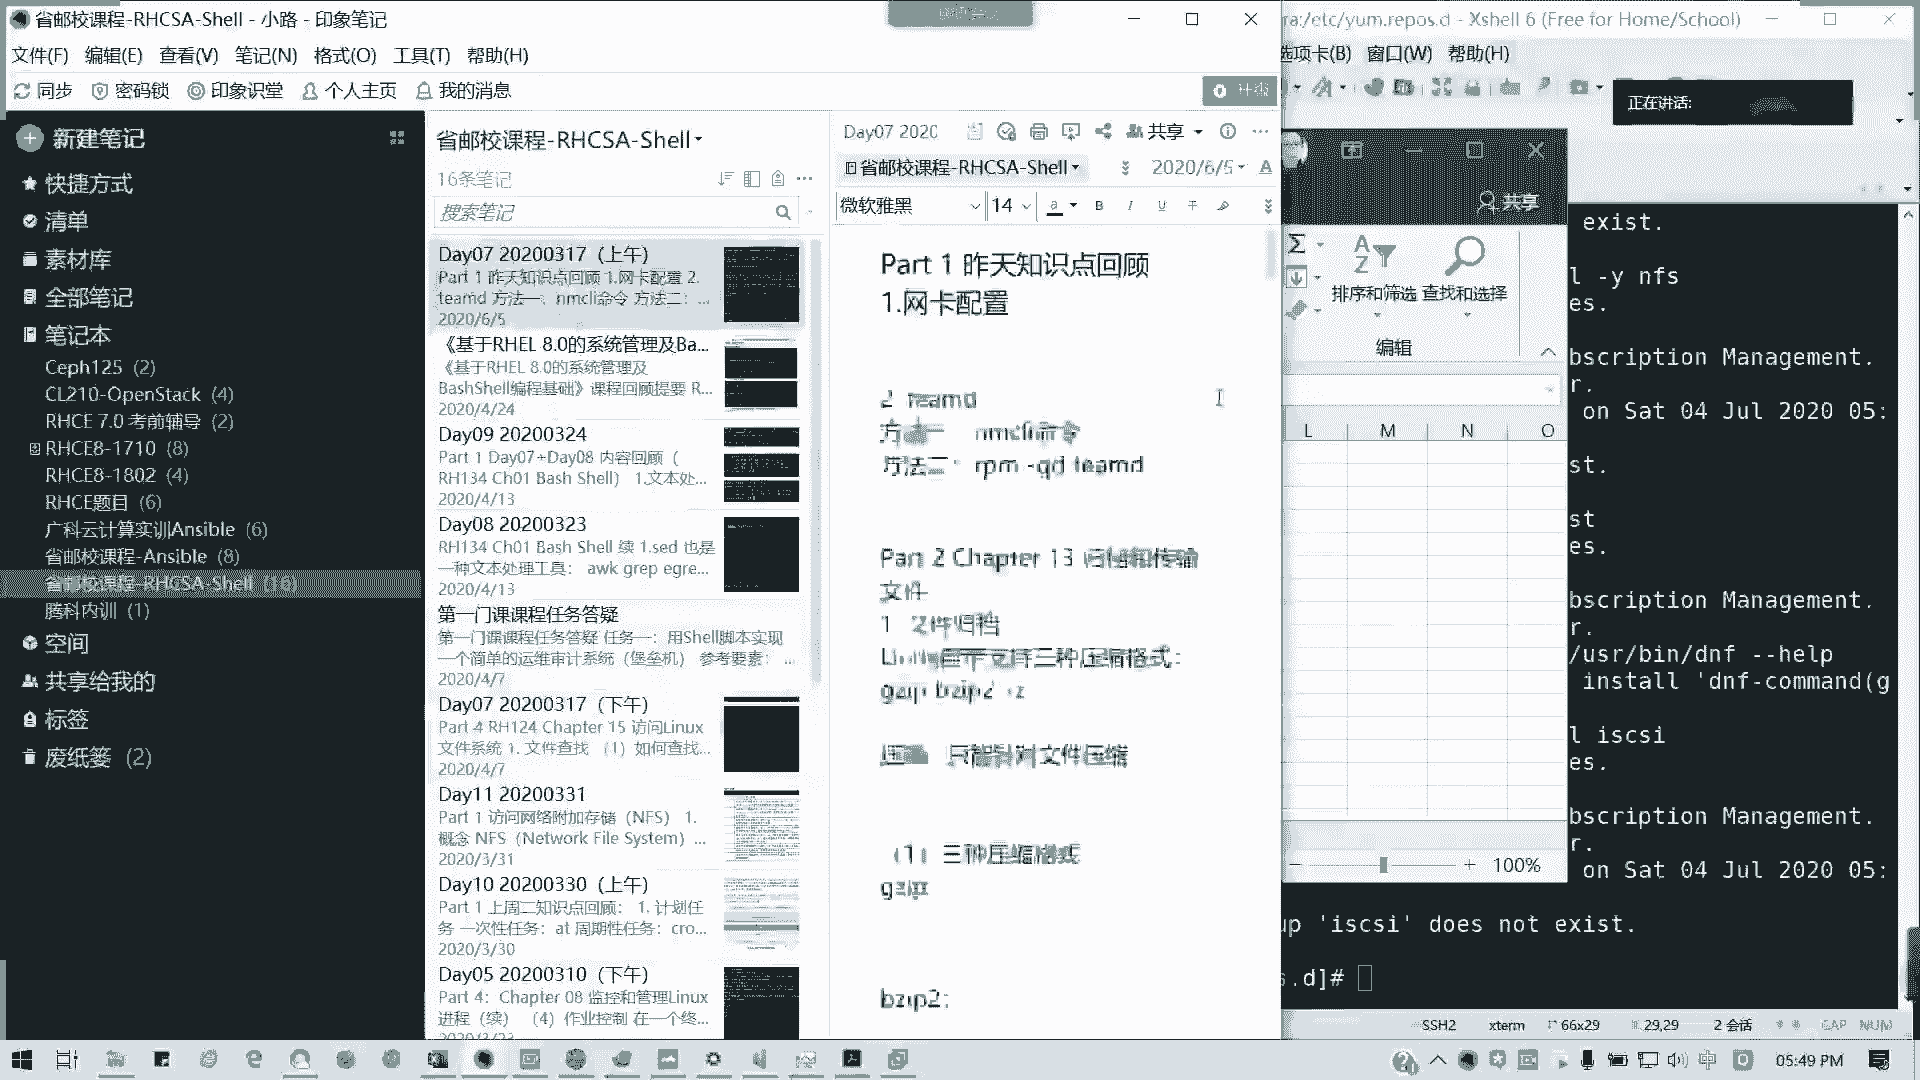 省邮校课程-RHCSA-Shell - 小路 - 印象笔记
文件(F) 编辑(E) 查看(V) 笔记(N) 格式(O) 工具(T) 帮助(H)
同步 密码锁 印象识堂 个人主页 我的消息
新建笔记
快捷方式
清单
素材库
全部笔记
笔记本
Ceph125 (2)
CL210-OpenStack (4)
RHCE 7.0 考前辅导 (2)
RHCE8-1710 (8)
RHCE8-1802 (4)
RHCE题目 (6)
广科云计算实训Ansible (6)
省邮校课程-Ansible (8)
省邮校课程-RHCSA-Shell (16)
腾科内训 (1)
空间
共享给我的
标签
废纸篓 (2)
省邮校课程-RHCSA-Shell
16条笔记
搜索笔记
Day07 20200317（上午）
Part 1 昨天知识点回顾 1.网卡配置 2.
teamd 方法一：nmcli命令 方法二：...
2020/6/5
《基于RHEL 8.0的系统管理及Ba...
《基于RHEL 8.0的系统管理及
BashShell编程基础》课程回顾提要 R...
2020/4/24
Day09 20200324
Part 1 Day07+Day08 内容回顾（
RH134 Ch01 Bash Shell） 1.文本处...
2020/4/13
Day08 20200323
RH134 Ch01 Bash Shell 续 1.sed 也是
一种文本处理工具： awk grep egre...
2020/4/13
第一门课课程任务答疑
第一门课课程任务答疑 任务一：用Shell脚本实现
一个简单的运维审计系统（堡垒机） 参考要素： ...
2020/4/7
Day07 20200317（下午）
Part 4 RH124 Chapter 15 访问Linux
文件系统 1. 文件查找 （1）如何查找...
2020/4/7
Day11 20200331
Part 1 访问网络附加存储（NFS） 1.
概念 NFS（Network File System）...
2020/3/31
Day10 20200330（上午）
Part 1 上周二知识点回顾： 1. 计划任
务 一次性任务：at 周期性任务：cro...
2020/3/30
Day05 20200310（下午）
Part 4：Chapter 08 监控和管理Linux
进程（续）（4）作业控制 在一个终...
Day07 2020 共享
省邮校课程-RHCSA-Shell 2020/6/5
微软雅黑 14 a B I U T
Part 1 昨天知识点回顾
1.网卡配置
2 teamd
方法一 nmcli命令
方法二： rpm -qd teamd
Part 2 Chapter 13 归档和传输
文件
1 文件归档
支持三种压缩格式：
gzip bzip2 xz
只能针对文件压缩
（1）三种压缩格式
gzip
bzip2：
ra:/etc/yum.repos.d - Xshell 6 (Free for Home/School)
选项卡(B) 窗口(W) 帮助(H)
正在讲话:
共享
排序和筛选 查找和选择
编辑
L M N O
100%
exist.
l -y nfs
es.
bscription Management.
r.
on Sat 04 Jul 2020 05:
st.
st
es.
bscription Management.
r.
/usr/bin/dnf --help
install 'dnf-command(g
l iscsi
es.
bscription Management.
r.
on Sat 04 Jul 2020 05:
up 'iscsi' does not exist.
s.d]#
SSH2 xterm 66x29 29,29 2 会话 CAP NUM
中 05:49 PM